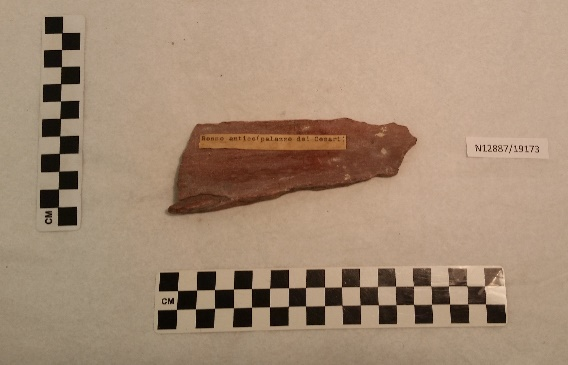 Rosso antico(palazzo dei Cesari)
N12887/19173
CM
CM